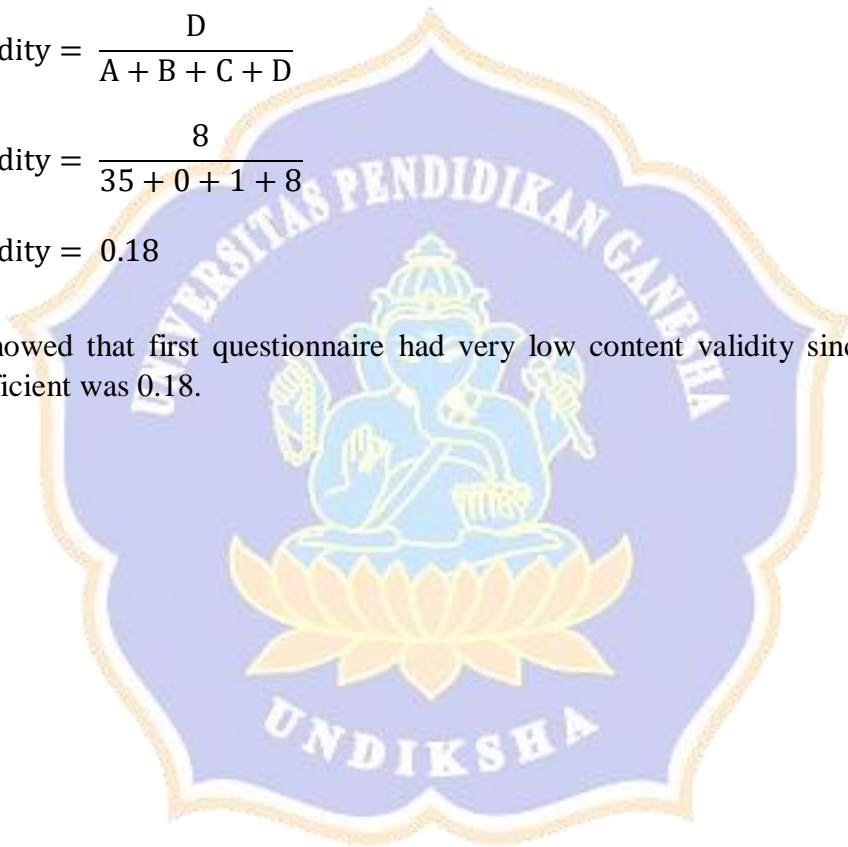 dity = D / A + B + C + D
dity = 8 / 35 + 0 + 1 + 8
dity = 0.18
UNIVERSITAS PENDIDIKAN GANESHA
howed that first questionnaire had very low content validity sinc
ficient was 0.18.
UNDIKSHA